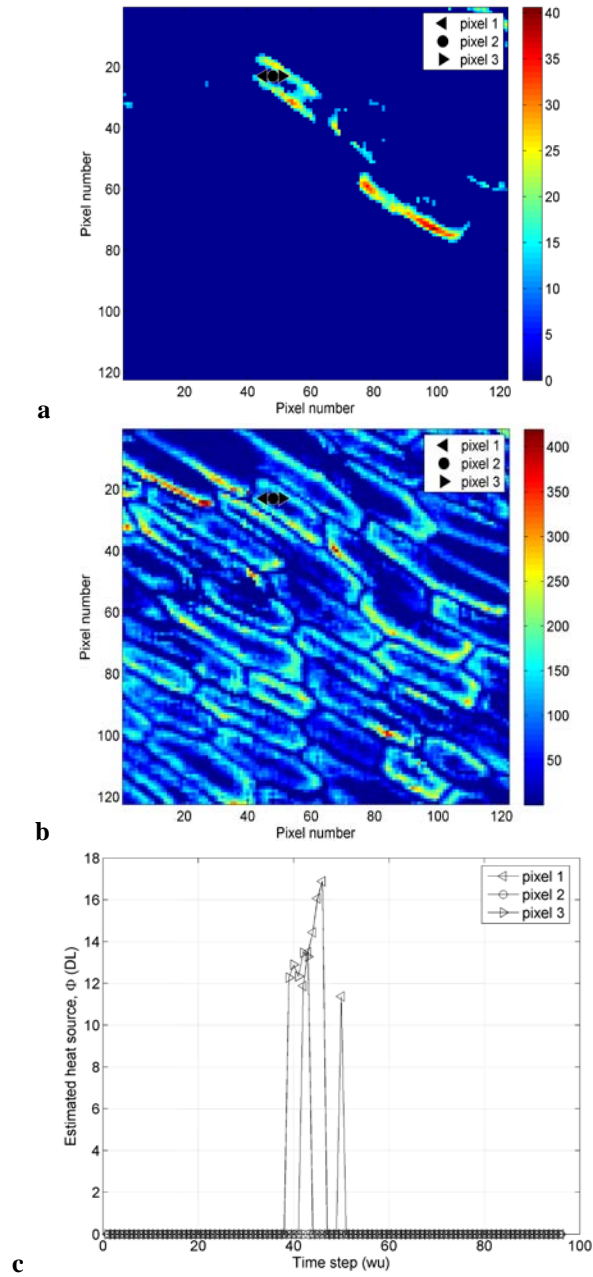 pixel 1
pixel 2
pixel 3
20
40
60
80
100
120
Pixel number
20 40 60 80 100 120
Pixel number
40
35
30
25
20
15
10
5
0
a
pixel 1
pixel 2
pixel 3
20
40
60
80
100
120
Pixel number
20 40 60 80 100 120
Pixel number
400
350
300
250
200
150
100
50
b
pixel 1
pixel 2
pixel 3
18
16
14
12
10
8
6
4
2
0
Estimated heat source, Φ (DL)
0 20 40 60 80 100
Time step (wu)
c